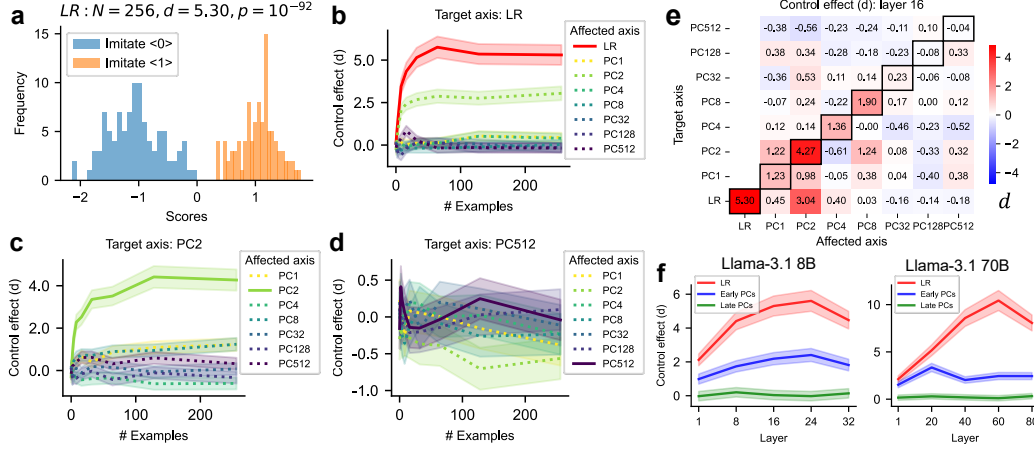 a
LR : N = 256, d = 5.30, p = 10⁻⁹²
Imitate <0>
Imitate <1>
15
10
5
0
Frequency
−2
−1
0
1
Scores
b
Target axis: LR
Control effect (d)
5.0
2.5
0.0
0
100
200
# Examples
Affected axis
LR
PC1
PC2
PC4
PC8
PC32
PC128
PC512
c
Target axis: PC2
Control effect (d)
4.0
2.0
0.0
0
100
200
# Examples
Affected axis
PC1
PC2
PC4
PC8
PC32
PC128
PC512
d
Target axis: PC512
Control effect (d)
0.5
0.0
−0.5
−1.0
0
100
200
# Examples
Affected axis
PC1
PC2
PC4
PC8
PC32
PC128
PC512
e
Control effect (d): layer 16
Target axis
PC512 -0.38 -0.56 -0.23 -0.24 -0.11 0.10 -0.04
PC128 0.38 0.34 -0.28 -0.18 -0.23 -0.08 0.33
PC32 -0.36 0.53 0.11 0.14 0.23 -0.06 -0.08
PC8 -0.07 0.24 -0.22 1.90 0.17 0.00 0.12
PC4 0.12 0.14 1.36 -0.00 -0.46 -0.23 -0.52
PC2 1.22 4.27 -0.61 1.24 0.08 -0.33 0.32
PC1 1.23 0.98 -0.05 0.38 0.04 -0.40 0.38
LR 5.30 0.45 3.04 0.40 0.03 -0.16 -0.14 -0.18
LR PC1 PC2 PC4 PC8 PC32 PC128 PC512
Affected axis
4
2
0
−2
−4
d
f
Llama-3.1 8B
LR
Early PCs
Late PCs
Control effect (d)
6
4
2
0
1
8
16
24
32
Layer
Llama-3.1 70B
LR
Early PCs
Late PCs
10
5
0
1
20
40
60
80
Layer